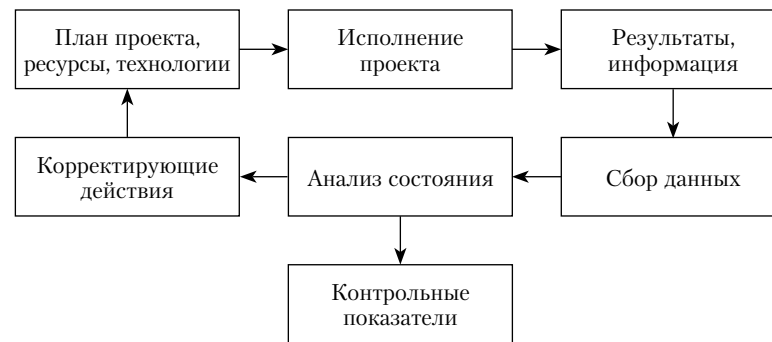 План проекта,
ресурсы, технологии
Исполнение
проекта
Результаты,
информация
Корректирующие
действия
Анализ состояния
Сбор данных
Контрольные
показатели